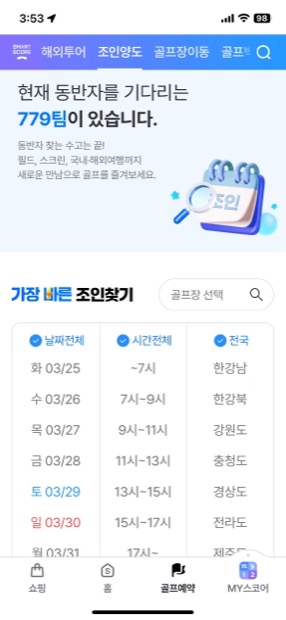 3:53
98
SMART SCORE
해외투어 조인양도 골프장이동
현재 동반자를 기다리는
779팀이 있습니다.
동반자 찾는 수고는 끝!
필드, 스크린, 국내·해외여행까지
새로운 만남으로 골프를 즐겨보세요.
조인
가장 빠른 조인찾기
골프장 선택
날짜전체 시간전체 전국
화 03/25 ~7시 한강남
수 03/26 7시~9시 한강북
목 03/27 9시~11시 강원도
금 03/28 11시~13시 충청도
토 03/29 13시~15시 경상도
일 03/30 15시~17시 전라도
월 03/31 17시~ 제주도
쇼핑 홈 골프예약 MY스코어